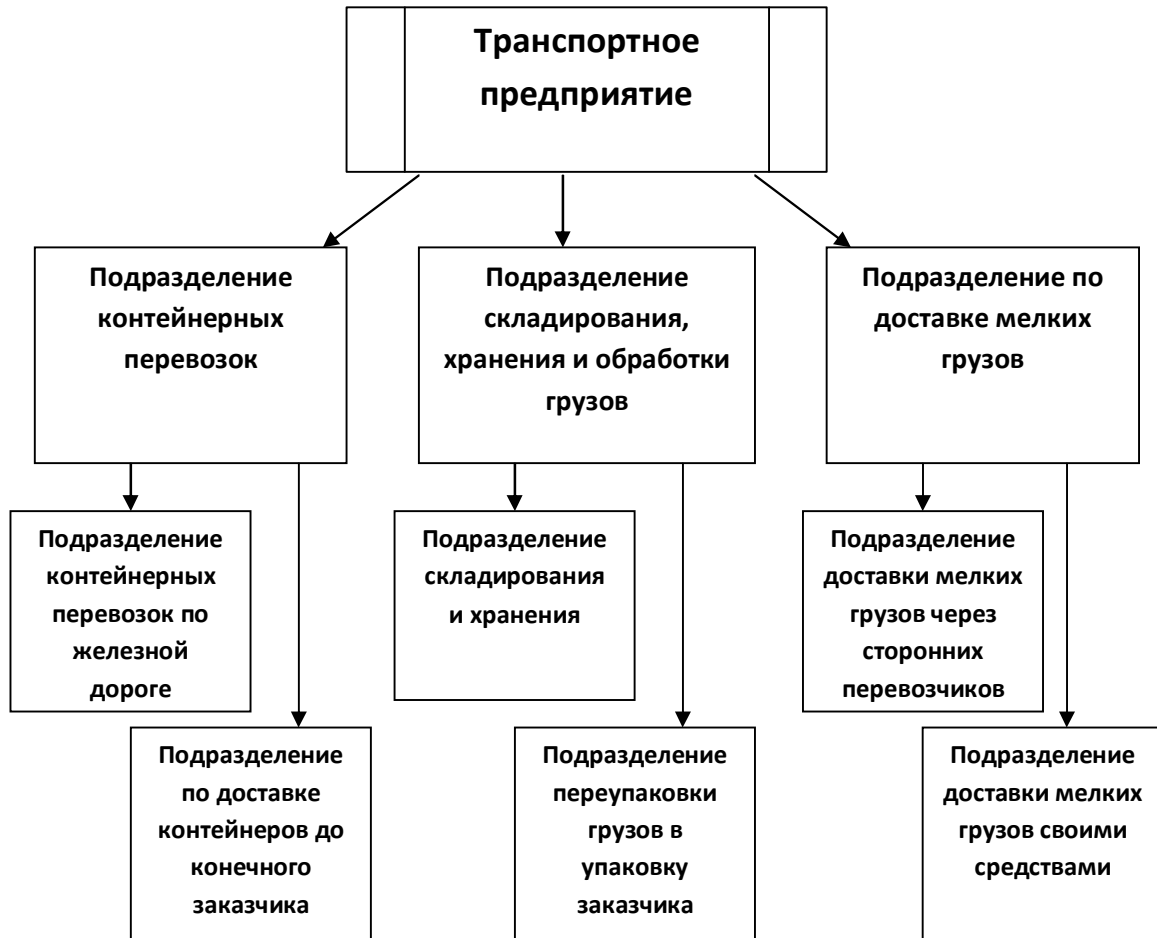 Транспортное
предприятие
Подразделение
контейнерных
перевозок
Подразделение
складирования,
хранения и обработки
грузов
Подразделение по
доставке мелких
грузов
Подразделение
контейнерных
перевозок по
железной
дороге
Подразделение
складирования
и хранения
Подразделение
доставки мелких
грузов через
сторонних
перевозчиков
Подразделение
по доставке
контейнеров до
конечного
заказчика
Подразделение
переупаковки
грузов в
упаковку
заказчика
Подразделение
доставки мелких
грузов своими
средствами